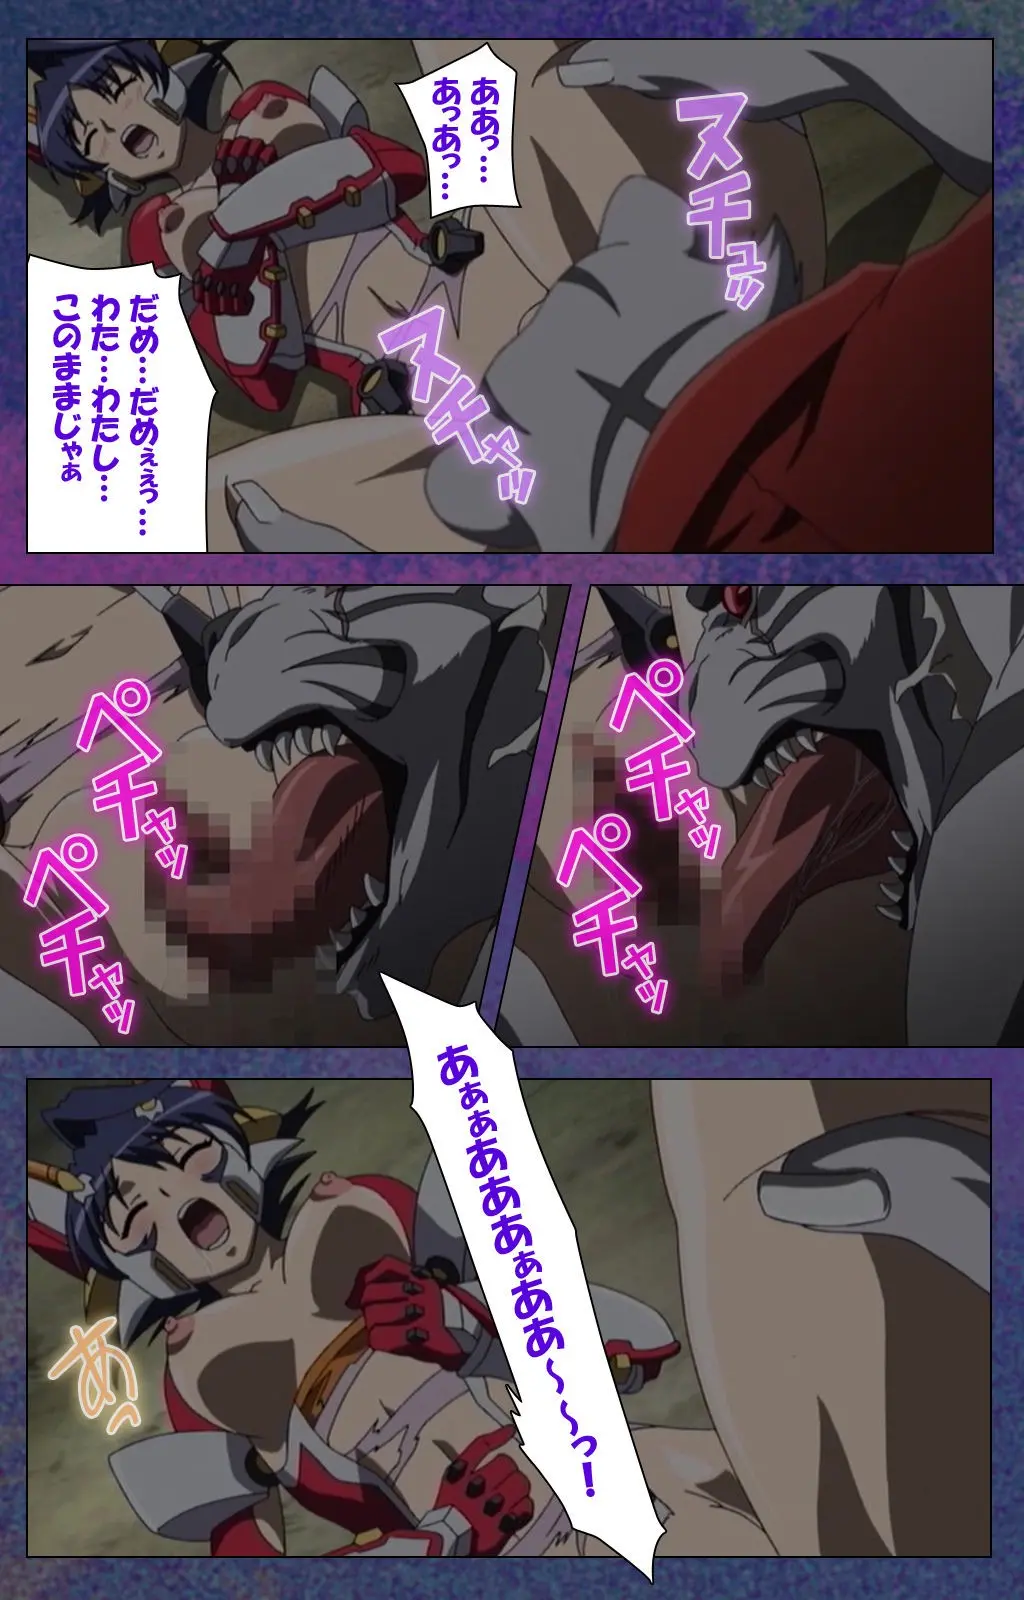 ああっ…
あっあっ…
ヌチュッ
ヌチャッ
だめ…だめぇぇっ…
わた…わたし…
このままじゃぁ
ペチャッ
ペチャッ
ペチャッ
ペチャッ
あぁぁあああぁああ～～っ！
あっ